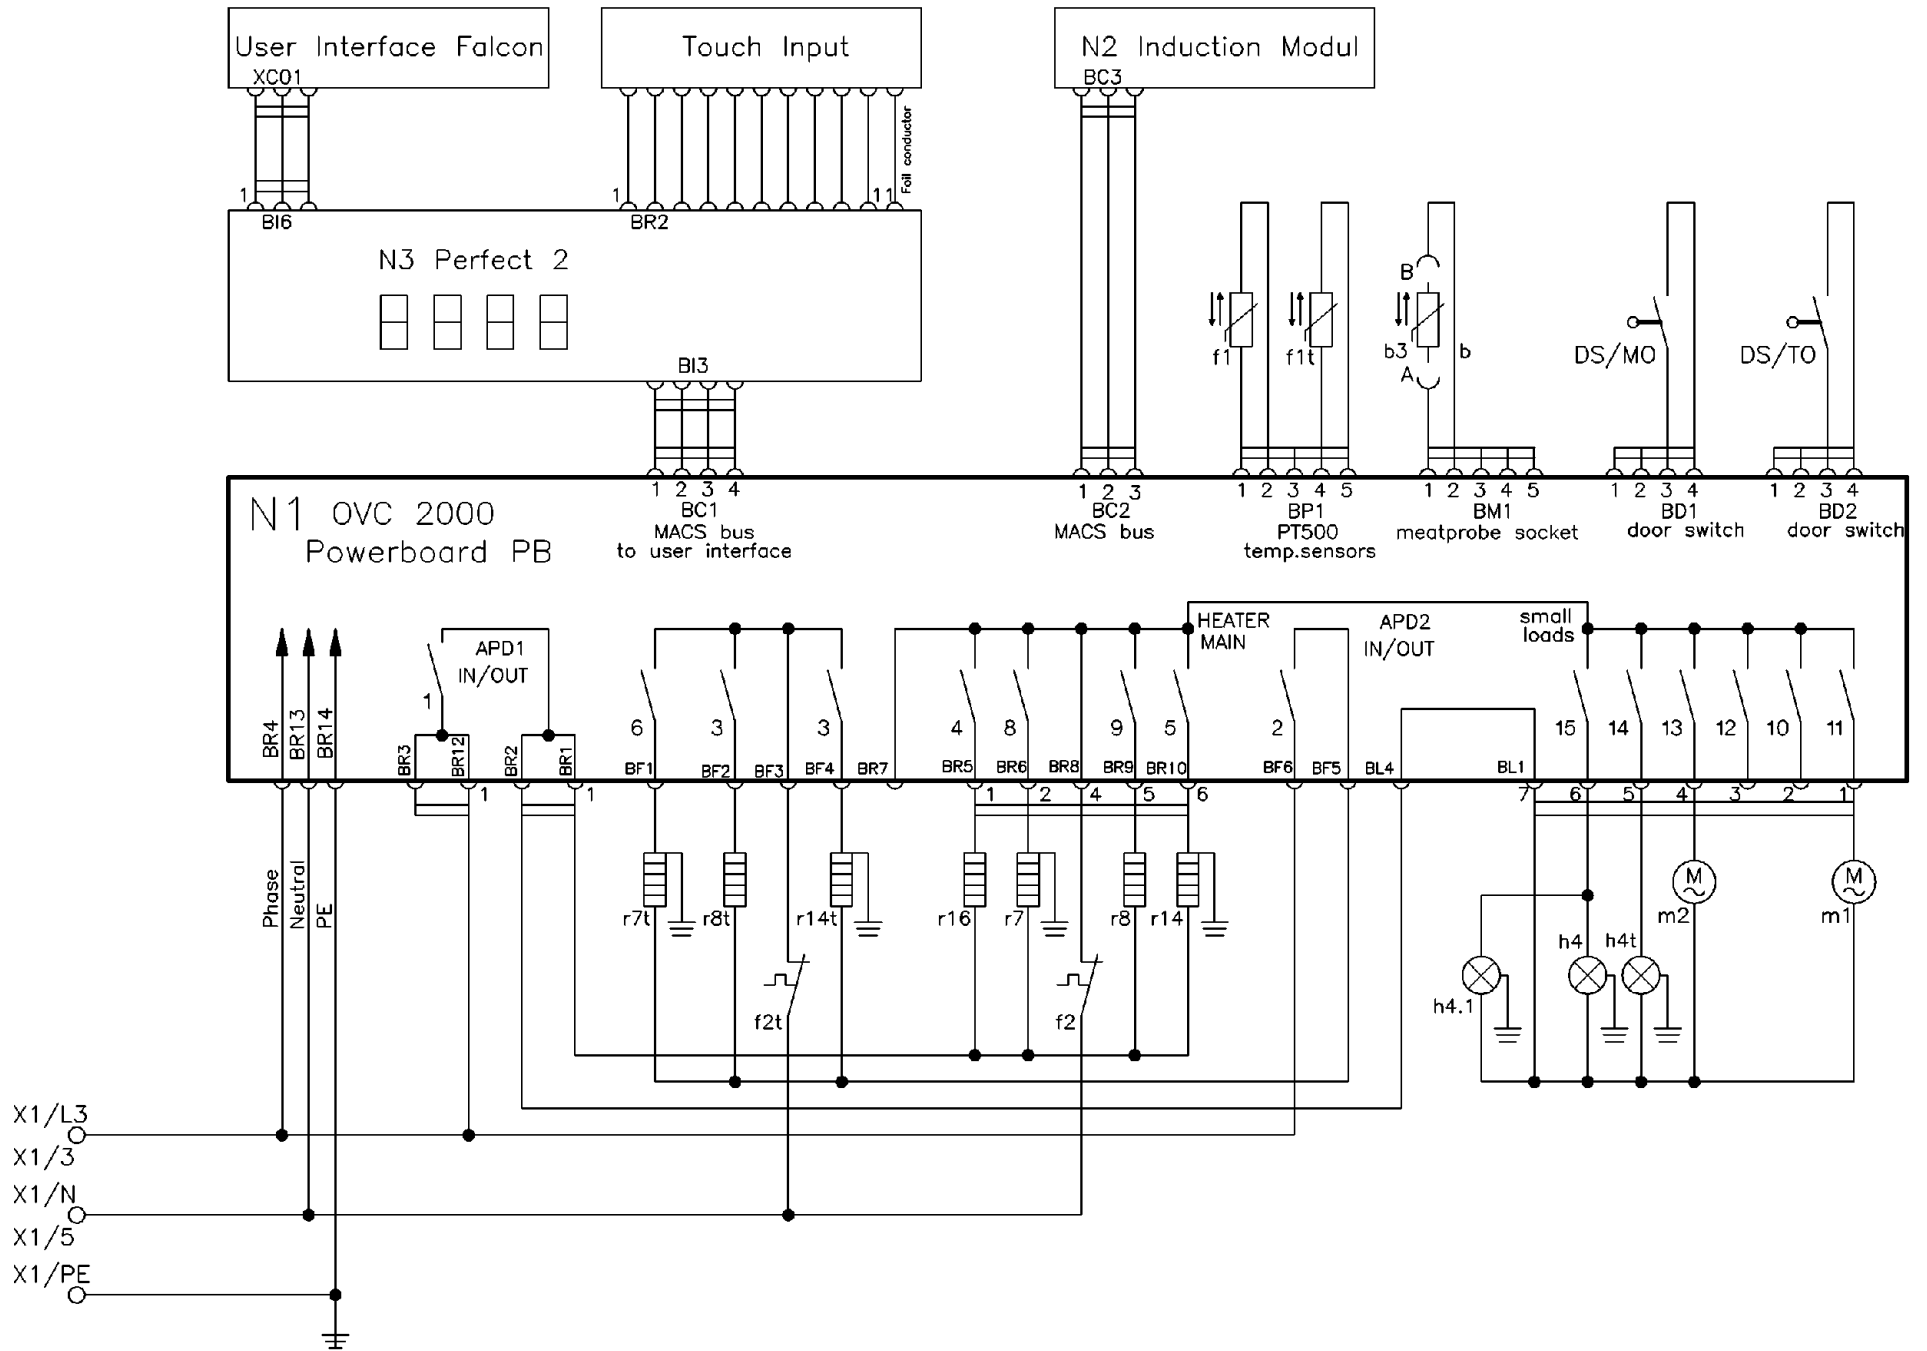 User Interface Falcon
XC01
Touch Input
N2 Induction Modul
BC3
Foil conductor
1
BI6
1
11
BR2
N3 Perfect 2
BI3
f1
f1t
B
b3
b
A
DS/MO
DS/TO
N1 OVC 2000
Powerboard PB
1 2 3 4
BC1
MACS bus
to user interface
1 2 3
BC2
MACS bus
1 2 3 4 5
BP1
PT500
temp.sensors
1 2 3 4 5
BM1
meatprobe socket
1 2 3 4
BD1
door switch
1 2 3 4
BD2
door switch
APD1
IN/OUT
HEATER
MAIN
APD2
IN/OUT
small
loads
1
6 3 3 4 8 9 5 2 15 14 13 12 10 11
BR4
BR13
BR14
BR3
BR12
BR2
BR1
BF1 BF2 BF3 BF4 BR7 BR5 BR6 BR8 BR9 BR10 BF6 BF5 BL4 BL1
1 1 1 2 4 5 6 7 6 5 4 3 2 1
Phase
Neutral
PE
r7t r8t r14t r16 r7 r8 r14
M
m2
M
m1
h4 h4t
h4.1
f2t
f2
X1/L3
X1/3
X1/N
X1/5
X1/PE